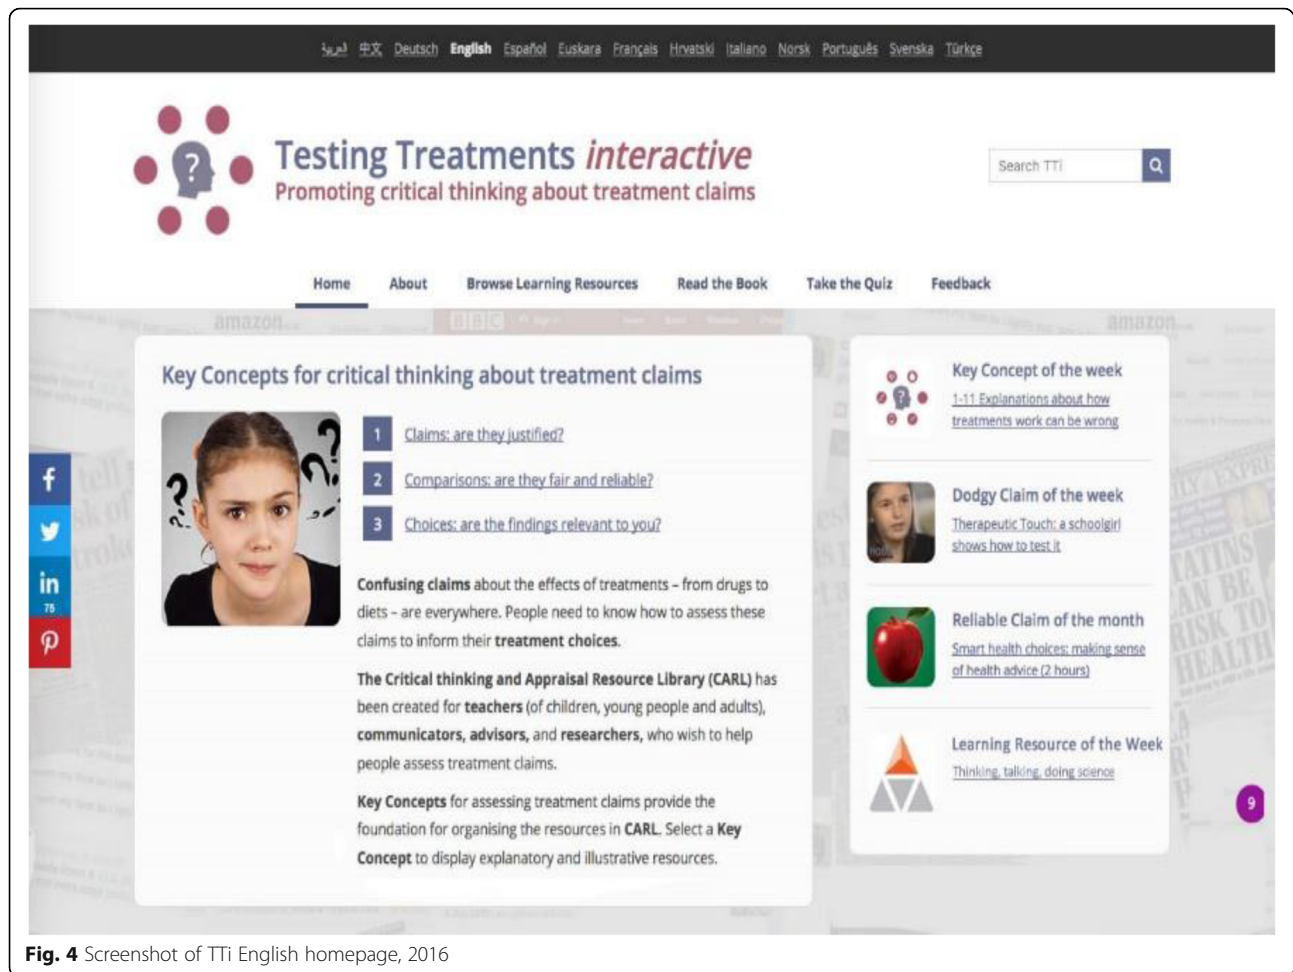 العربية 中文 Deutsch English Español Euskara Français Hrvatski Italiano Norsk Português Svenska Türkçe
?
Testing Treatments interactive
Promoting critical thinking about treatment claims
Search TTi
Home About Browse Learning Resources Read the Book Take the Quiz Feedback
amazon
BBC
amazon
Key Concepts for critical thinking about treatment claims
1 Claims: are they justified?
2 Comparisons: are they fair and reliable?
3 Choices: are the findings relevant to you?
Confusing claims about the effects of treatments – from drugs to
diets – are everywhere. People need to know how to assess these
claims to inform their treatment choices.
The Critical thinking and Appraisal Resource Library (CARL) has
been created for teachers (of children, young people and adults),
communicators, advisors, and researchers, who wish to help
people assess treatment claims.
Key Concepts for assessing treatment claims provide the
foundation for organising the resources in CARL. Select a Key
Concept to display explanatory and illustrative resources.
f
in
75
Key Concept of the week
1-11 Explanations about how
treatments work can be wrong
Dodgy Claim of the week
Therapeutic Touch: a schoolgirl
shows how to test it
Reliable Claim of the month
Smart health choices: making sense
of health advice (2 hours)
Learning Resource of the Week
Thinking, talking, doing science
9
Fig. 4 Screenshot of TTi English homepage, 2016